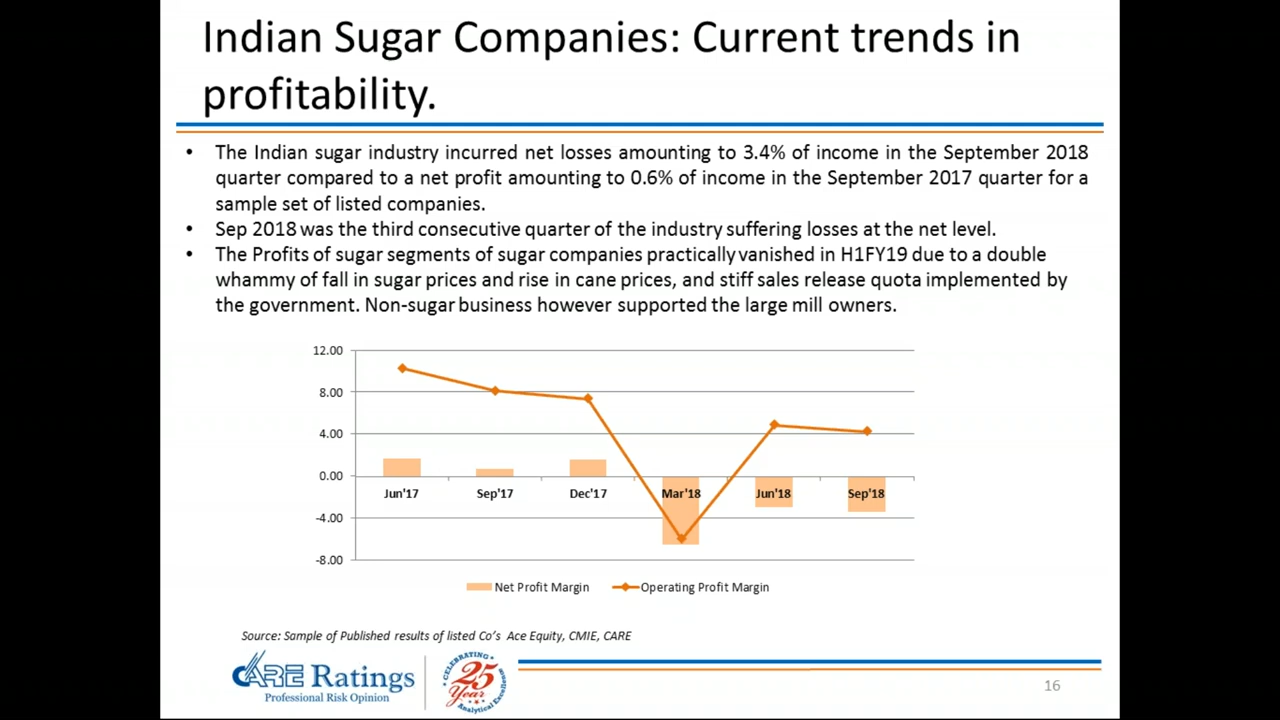 Indian Sugar Companies: Current trends in
profitability.
• The Indian sugar industry incurred net losses amounting to 3.4% of income in the September 2018
quarter compared to a net profit amounting to 0.6% of income in the September 2017 quarter for a
sample set of listed companies.
• Sep 2018 was the third consecutive quarter of the industry suffering losses at the net level.
• The Profits of sugar segments of sugar companies practically vanished in H1FY19 due to a double
whammy of fall in sugar prices and rise in cane prices, and stiff sales release quota implemented by
the government. Non-sugar business however supported the large mill owners.
12.00
8.00
4.00
0.00
-4.00
-8.00
Jun'17 Sep'17 Dec'17 Mar'18 Jun'18 Sep'18
Net Profit Margin Operating Profit Margin
Source: Sample of Published results of listed Co's Ace Equity, CMIE, CARE
CARE Ratings
Professional Risk Opinion
CELEBRATING
25
Year
Analytical Excellence
16